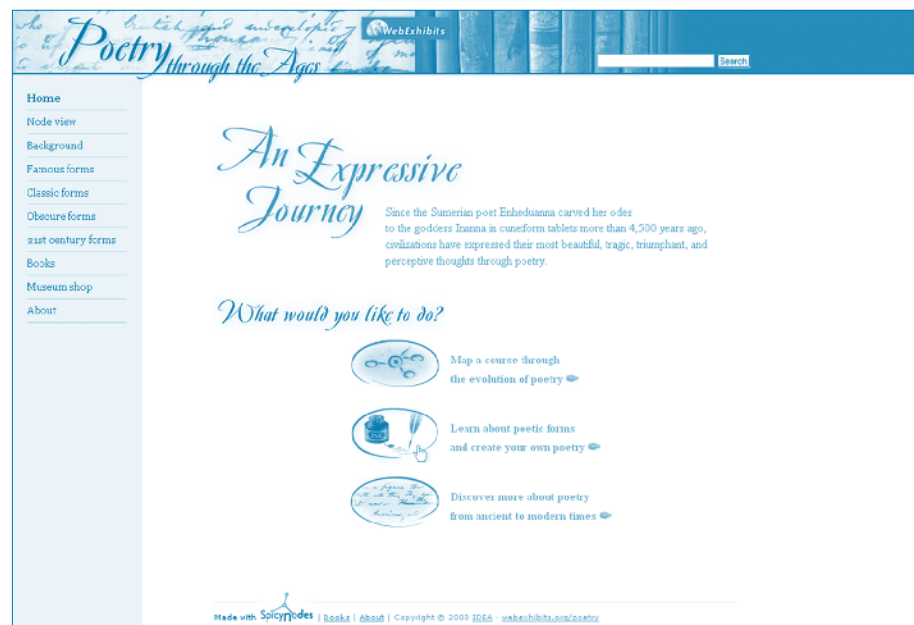 Poetry
through the Ages
WebExhibits
Search
Home
Node view
Background
Famous forms
Classic forms
Obscure forms
21st century forms
Books
Museum shop
About
An Expressive
Journey
Since the Sumerian poet Enheduanna carved her odes
to the goddess Inanna in cuneiform tablets more than 4,500 years ago,
civilizations have expressed their most beautiful, tragic, triumphant, and
perceptive thoughts through poetry.
What would you like to do?
Map a course through
the evolution of poetry
Learn about poetic forms
and create your own poetry
Discover more about poetry
from ancient to modern times
Made with Spicynodes | Books | About | Copyright © 2009 IDEA - webexhibits.org/poetry